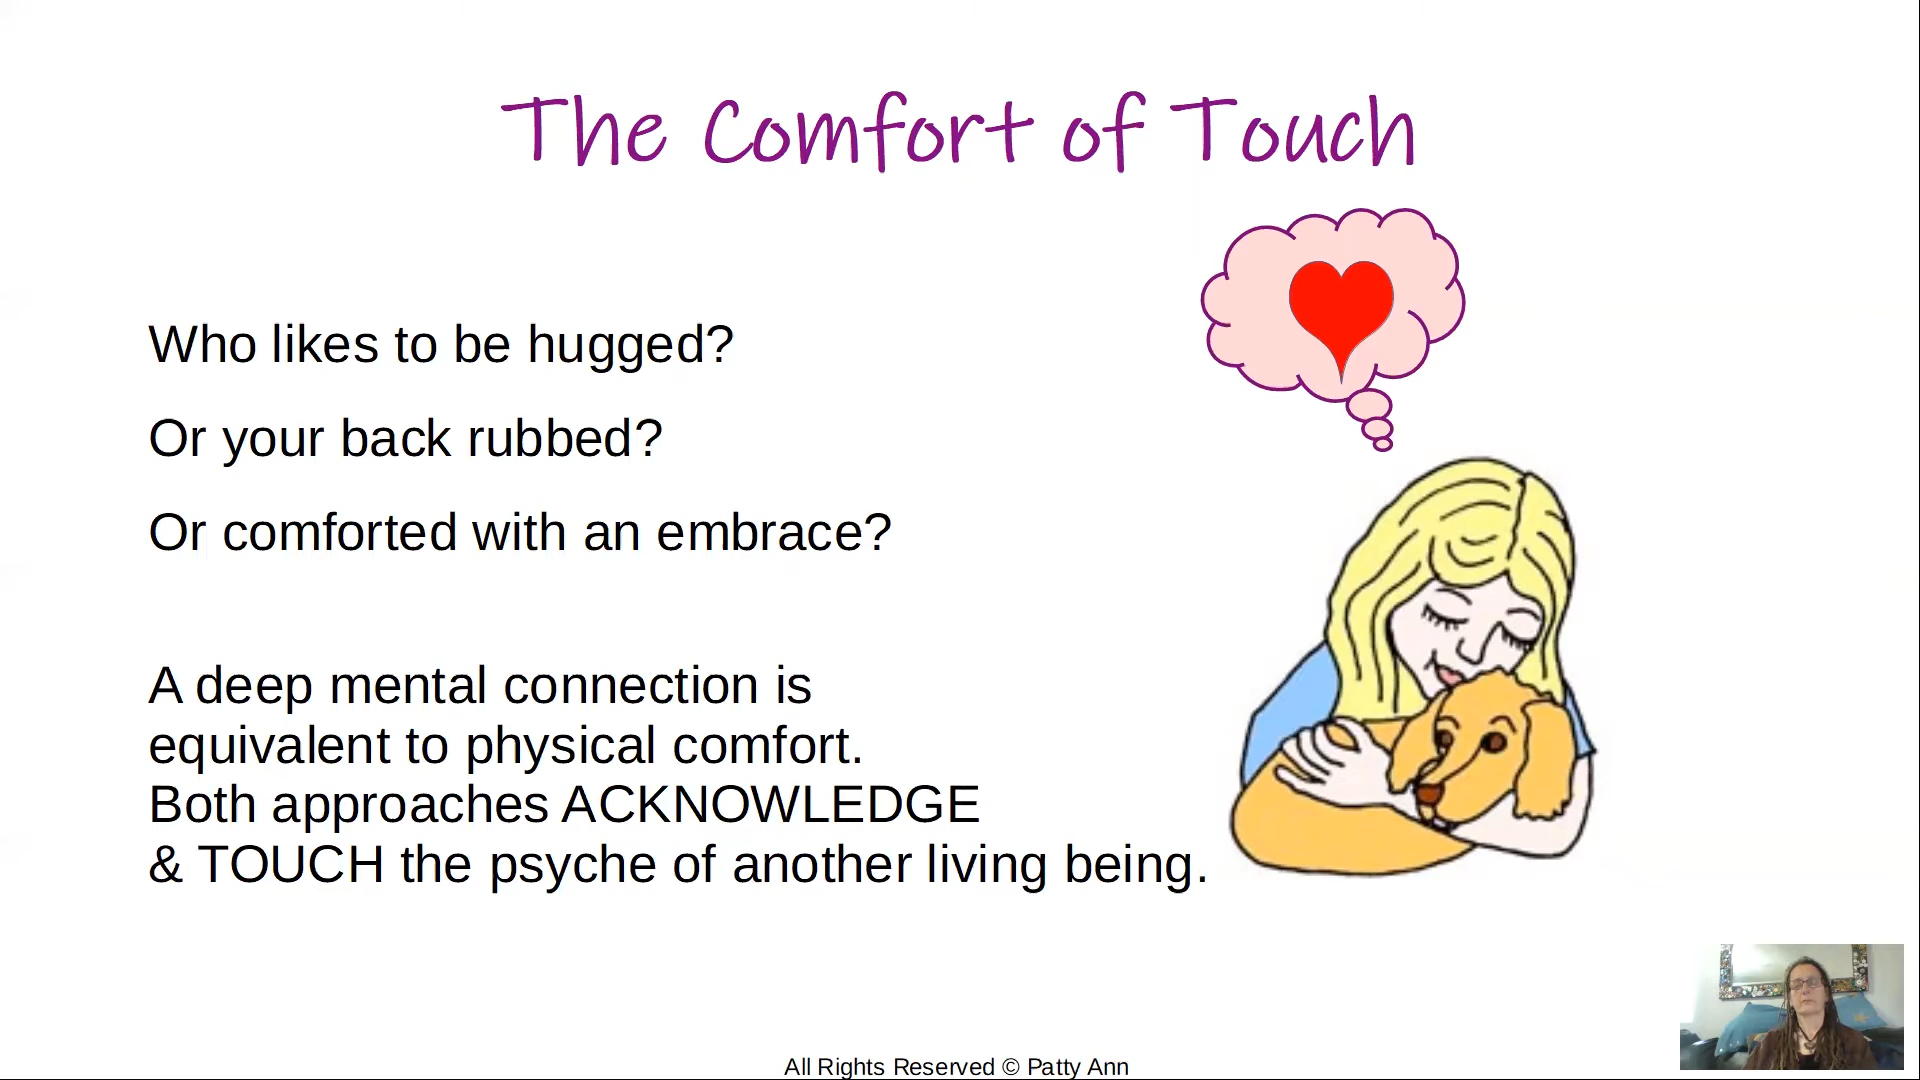 The Comfort of Touch
Who likes to be hugged?
Or your back rubbed?
Or comforted with an embrace?
A deep mental connection is
equivalent to physical comfort.
Both approaches ACKNOWLEDGE
& TOUCH the psyche of another living being.
All Rights Reserved © Patty Ann